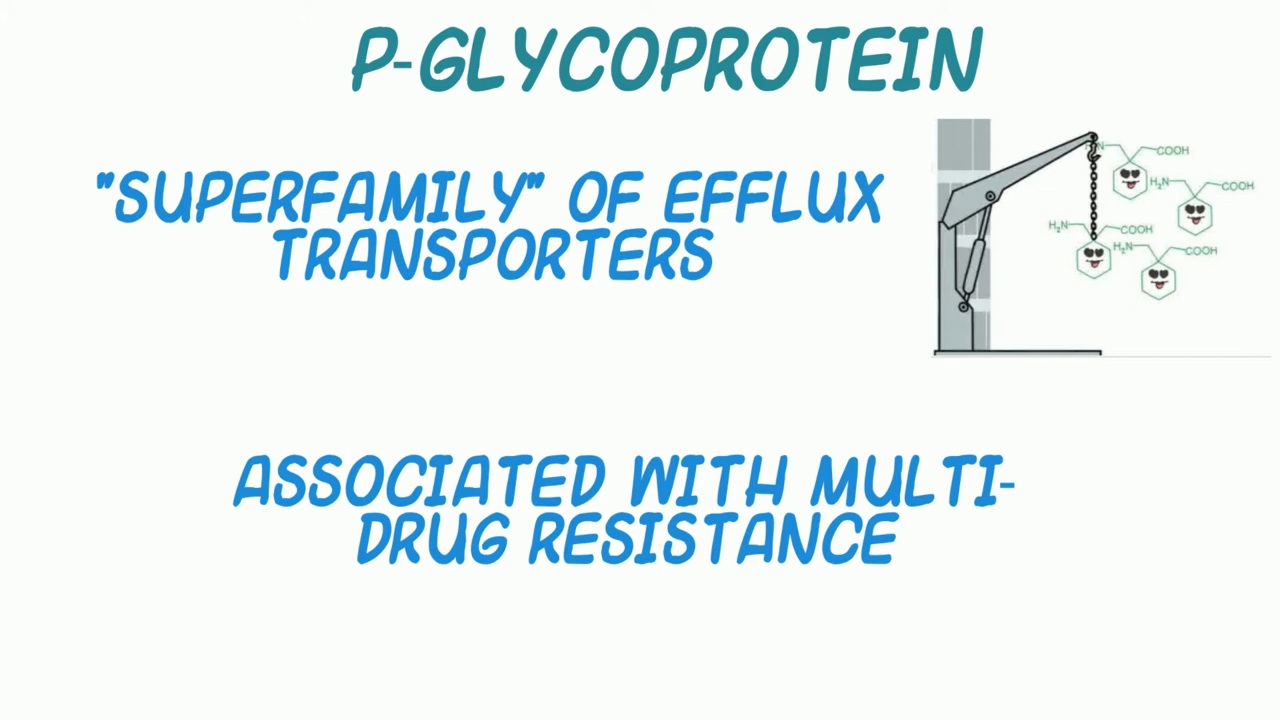 P-GLYCOPROTEIN
"SUPERFAMILY" OF EFFLUX
TRANSPORTERS
COOH
H₂N
COOH
H₂N
COOH
H₂N
COOH
ASSOCIATED WITH MULTI-
DRUG RESISTANCE